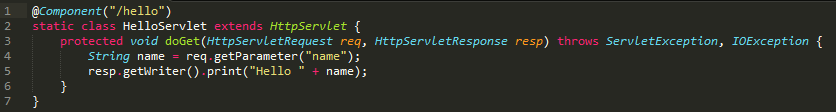 1 @Component("/hello")
2 static class HelloServlet extends HttpServlet {
3     protected void doGet(HttpServletRequest req, HttpServletResponse resp) throws ServletException, IOException {
4         String name = req.getParameter("name");
5         resp.getWriter().print("Hello " + name);
6     }
7 }